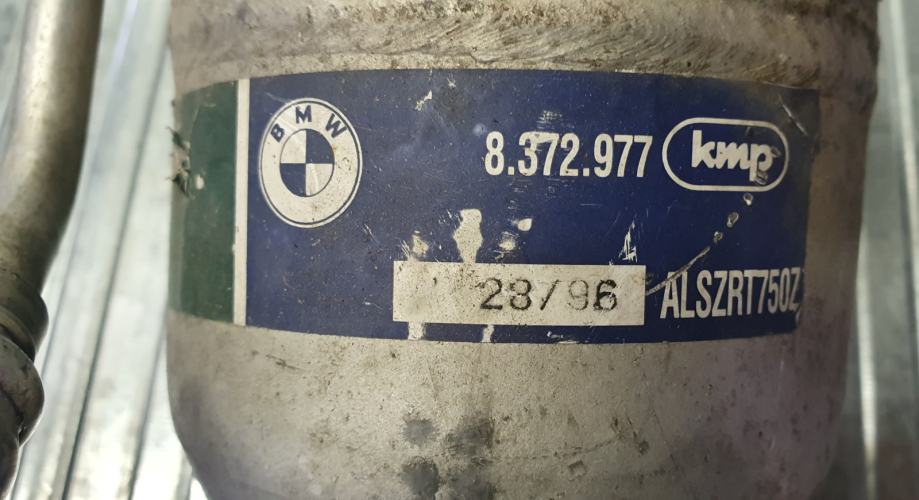 BMW
8.372.977 kmp
28/96 ALSZRT750Z